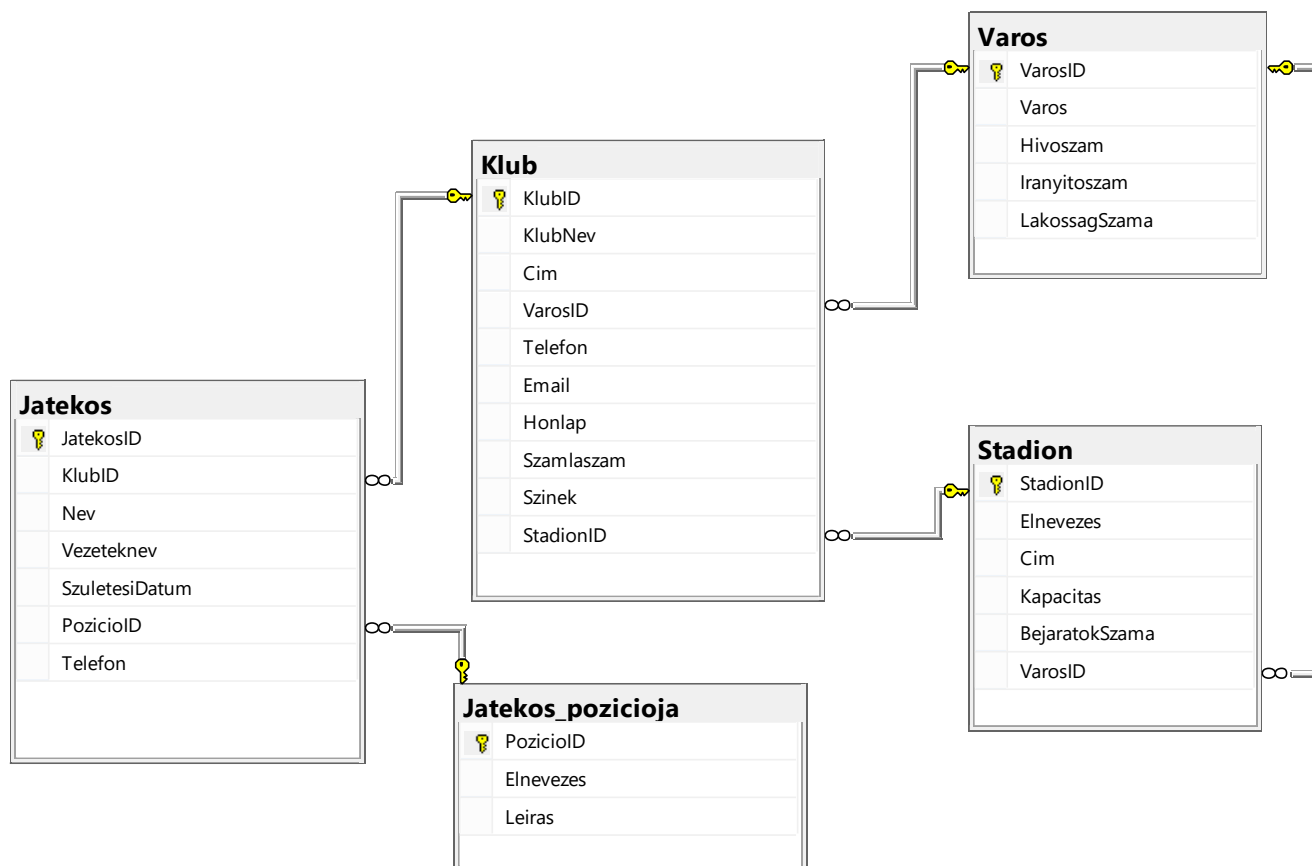 Varos
VarosID
Varos
Hivoszam
Iranyitoszam
LakossagSzama
Klub
KlubID
KlubNev
Cim
VarosID
Telefon
Email
Honlap
Szamlaszam
Szinek
StadionID
Jatekos
JatekosID
KlubID
Nev
Vezeteknev
SzuletesiDatum
PozicioID
Telefon
Stadion
StadionID
Elnevezes
Cim
Kapacitas
BejaratokSzama
VarosID
Jatekos_pozicioja
PozicioID
Elnevezes
Leiras